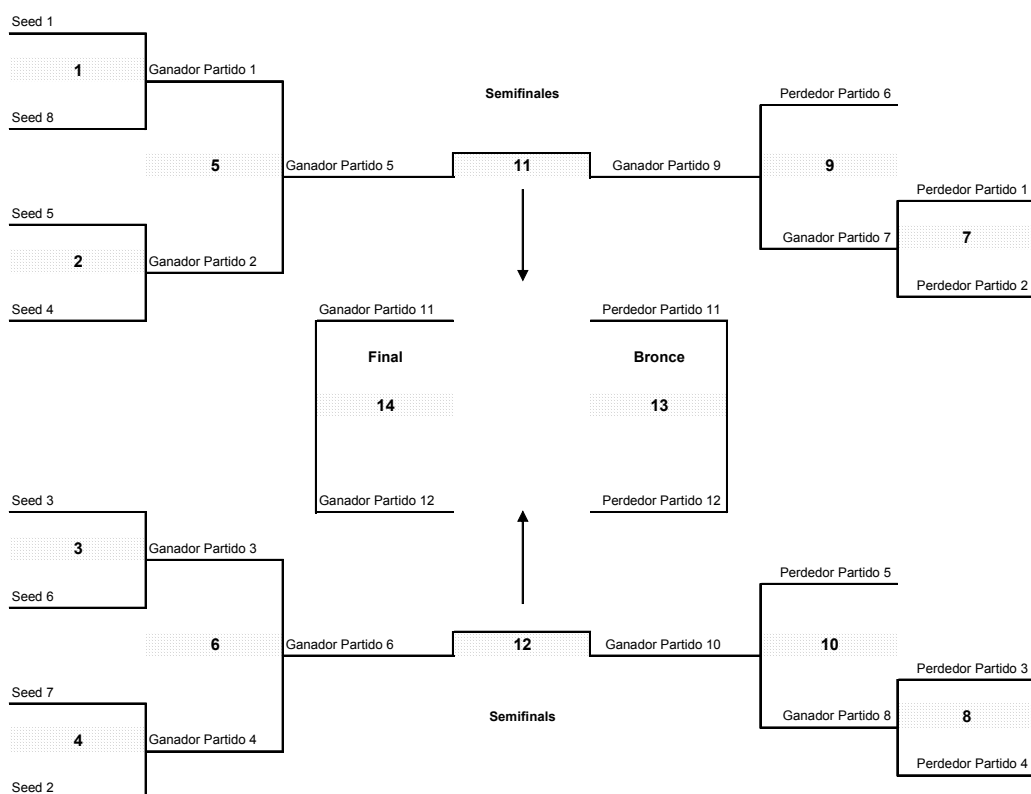 Seed 1
1
Ganador Partido 1
Seed 8
Semifinales
Perdedor Partido 6
5
Ganador Partido 5
11
Ganador Partido 9
9
Seed 5
2
Ganador Partido 2
Seed 4
Perdedor Partido 1
Ganador Partido 7
7
Perdedor Partido 2
Ganador Partido 11
Perdedor Partido 11
Final
Bronce
14
13
Ganador Partido 12
Perdedor Partido 12
Seed 3
3
Ganador Partido 3
Seed 6
Perdedor Partido 5
6
Ganador Partido 6
12
Ganador Partido 10
10
Seed 7
4
Ganador Partido 4
Seed 2
Semifinals
Perdedor Partido 3
Ganador Partido 8
8
Perdedor Partido 4